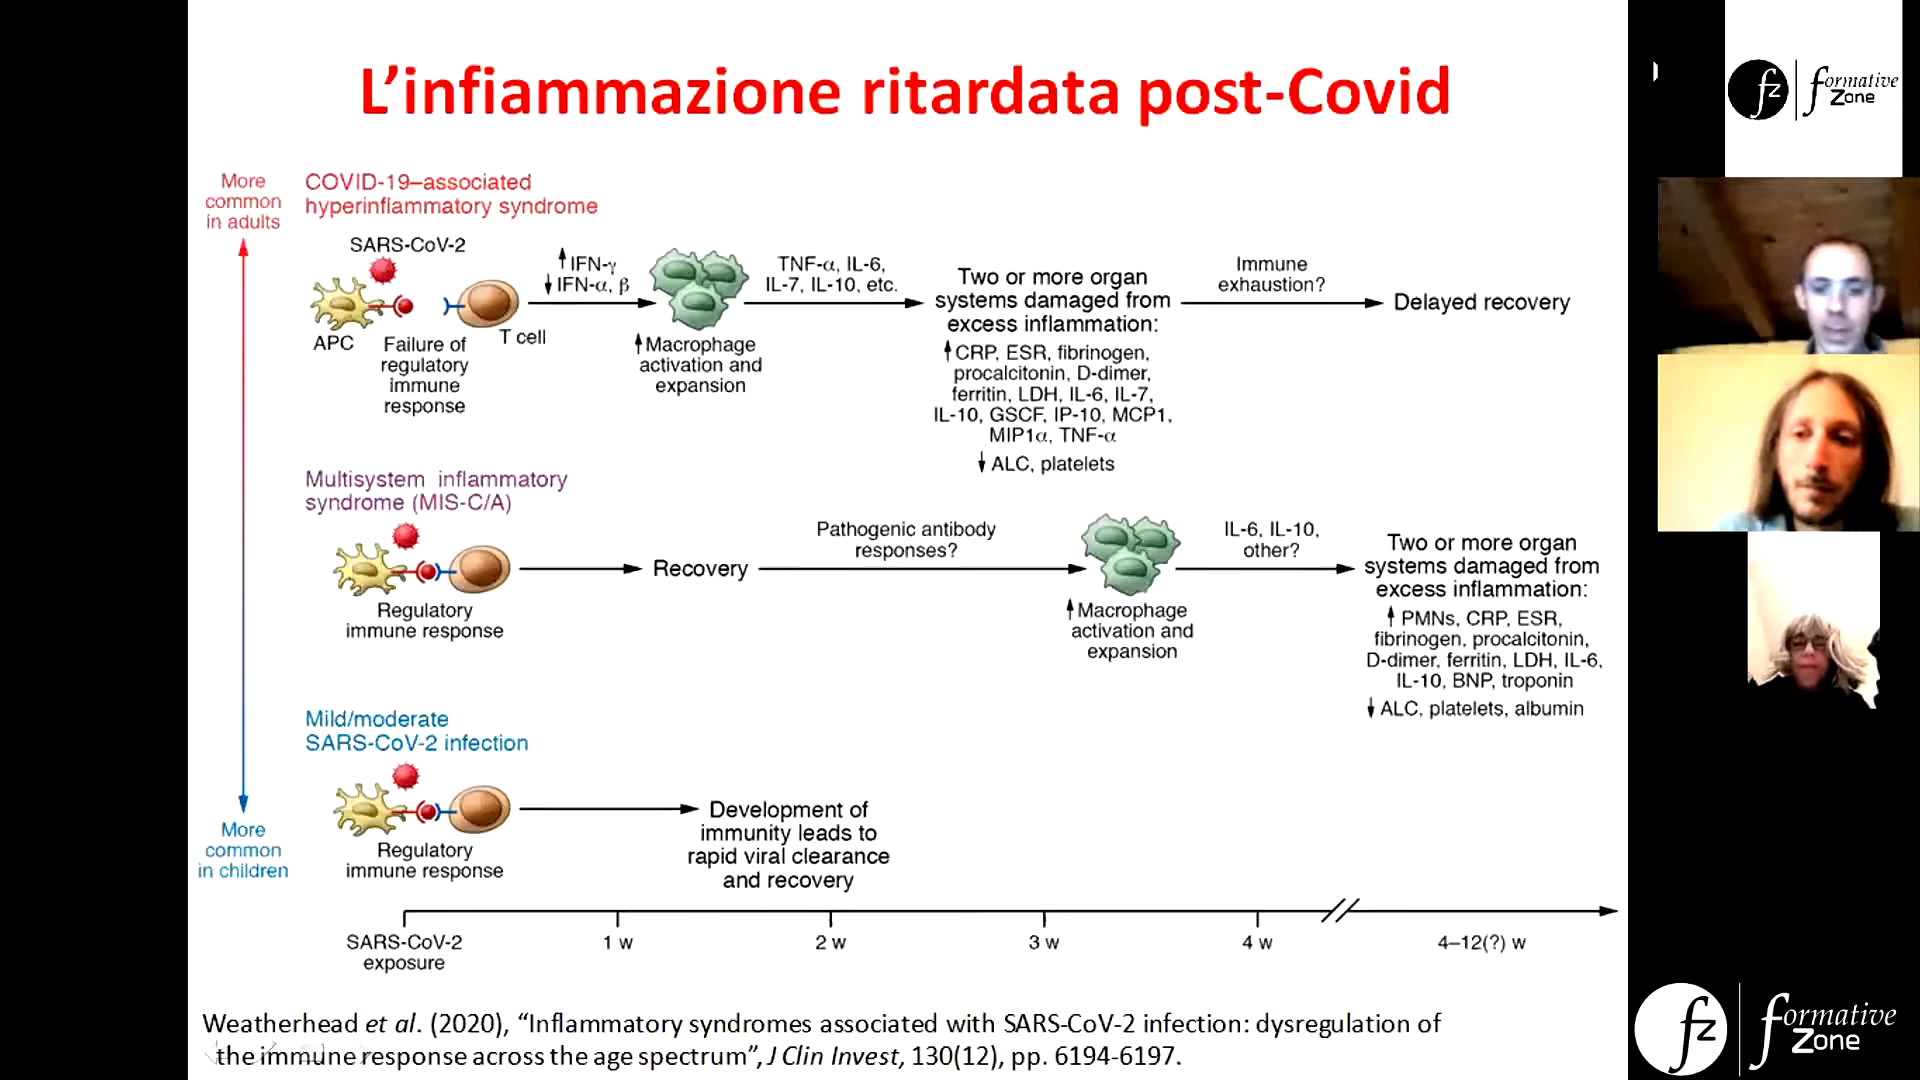 L’infiammazione ritardata post-Covid
More
common
in adults
COVID-19–associated
hyperinflammatory syndrome
SARS-CoV-2
APC
Failure of
regulatory
immune
response
T cell
↑IFN-γ
↓IFN-α, β
↑Macrophage
activation and
expansion
TNF-α, IL-6,
IL-7, IL-10, etc.
Two or more organ
systems damaged from
excess inflammation:
↑CRP, ESR, fibrinogen,
procalcitonin, D-dimer,
ferritin, LDH, IL-6, IL-7,
IL-10, GSCF, IP-10, MCP1,
MIP1α, TNF-α
↓ ALC, platelets
Immune
exhaustion?
Delayed recovery
Multisystem inflammatory
syndrome (MIS-C/A)
Regulatory
immune response
Recovery
Pathogenic antibody
responses?
↑Macrophage
activation and
expansion
IL-6, IL-10,
other?
Two or more organ
systems damaged from
excess inflammation:
↑ PMNs, CRP, ESR,
fibrinogen, procalcitonin,
D-dimer, ferritin, LDH, IL-6,
IL-10, BNP, troponin
↓ ALC, platelets, albumin
Mild/moderate
SARS-CoV-2 infection
Regulatory
immune response
Development of
immunity leads to
rapid viral clearance
and recovery
More
common
in children
SARS-CoV-2
exposure
1 w
2 w
3 w
4 w
4–12(?) w
Weatherhead et al. (2020), “Inflammatory syndromes associated with SARS-CoV-2 infection: dysregulation of
the immune response across the age spectrum”, J Clin Invest, 130(12), pp. 6194-6197.
fz formative
Zone
fz formative
Zone